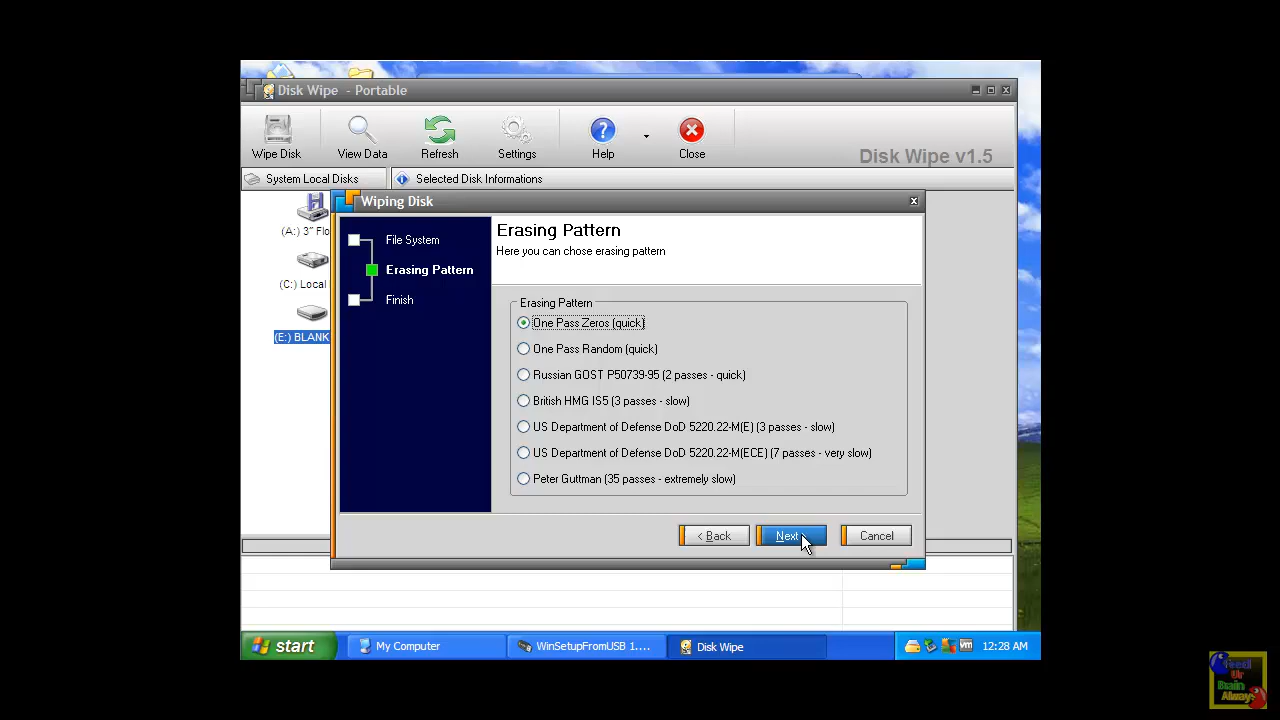 Disk Wipe - Portable
Wipe Disk
View Data
Refresh
Settings
Help
Close
Disk Wipe v1.5
System Local Disks
Selected Disk Informations
(A:) 3" Flo
(C:) Local
(E:) BLANK
Wiping Disk
File System
Erasing Pattern
Finish
Erasing Pattern
Here you can chose erasing pattern
Erasing Pattern
One Pass Zeros (quick)
One Pass Random (quick)
Russian GOST P50739-95 (2 passes - quick)
British HMG IS5 (3 passes - slow)
US Department of Defense DoD 5220.22-M(E) (3 passes - slow)
US Department of Defense DoD 5220.22-M(ECE) (7 passes - very slow)
Peter Guttman (35 passes - extremely slow)
< Back
Next
Cancel
start
My Computer
WinSetupFromUSB 1....
Disk Wipe
12:28 AM
Feed
Ur
Brain
Always